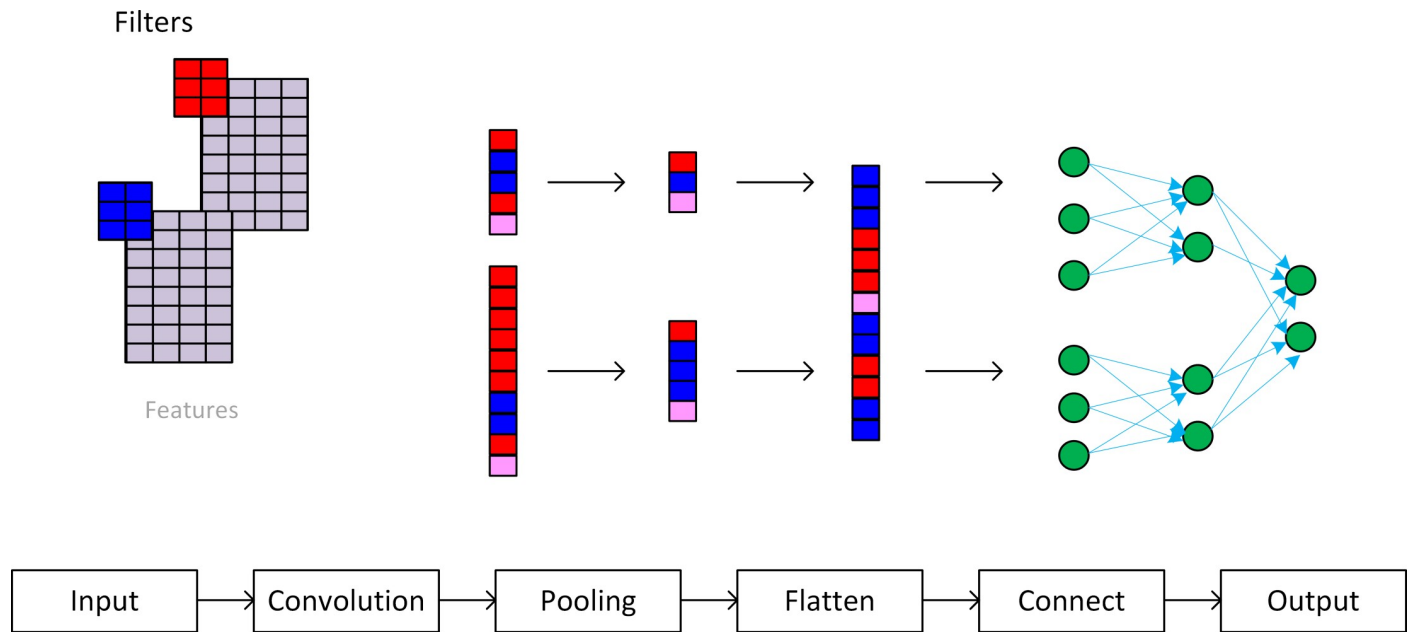 Filters
Features
Input
Convolution
Pooling
Flatten
Connect
Output